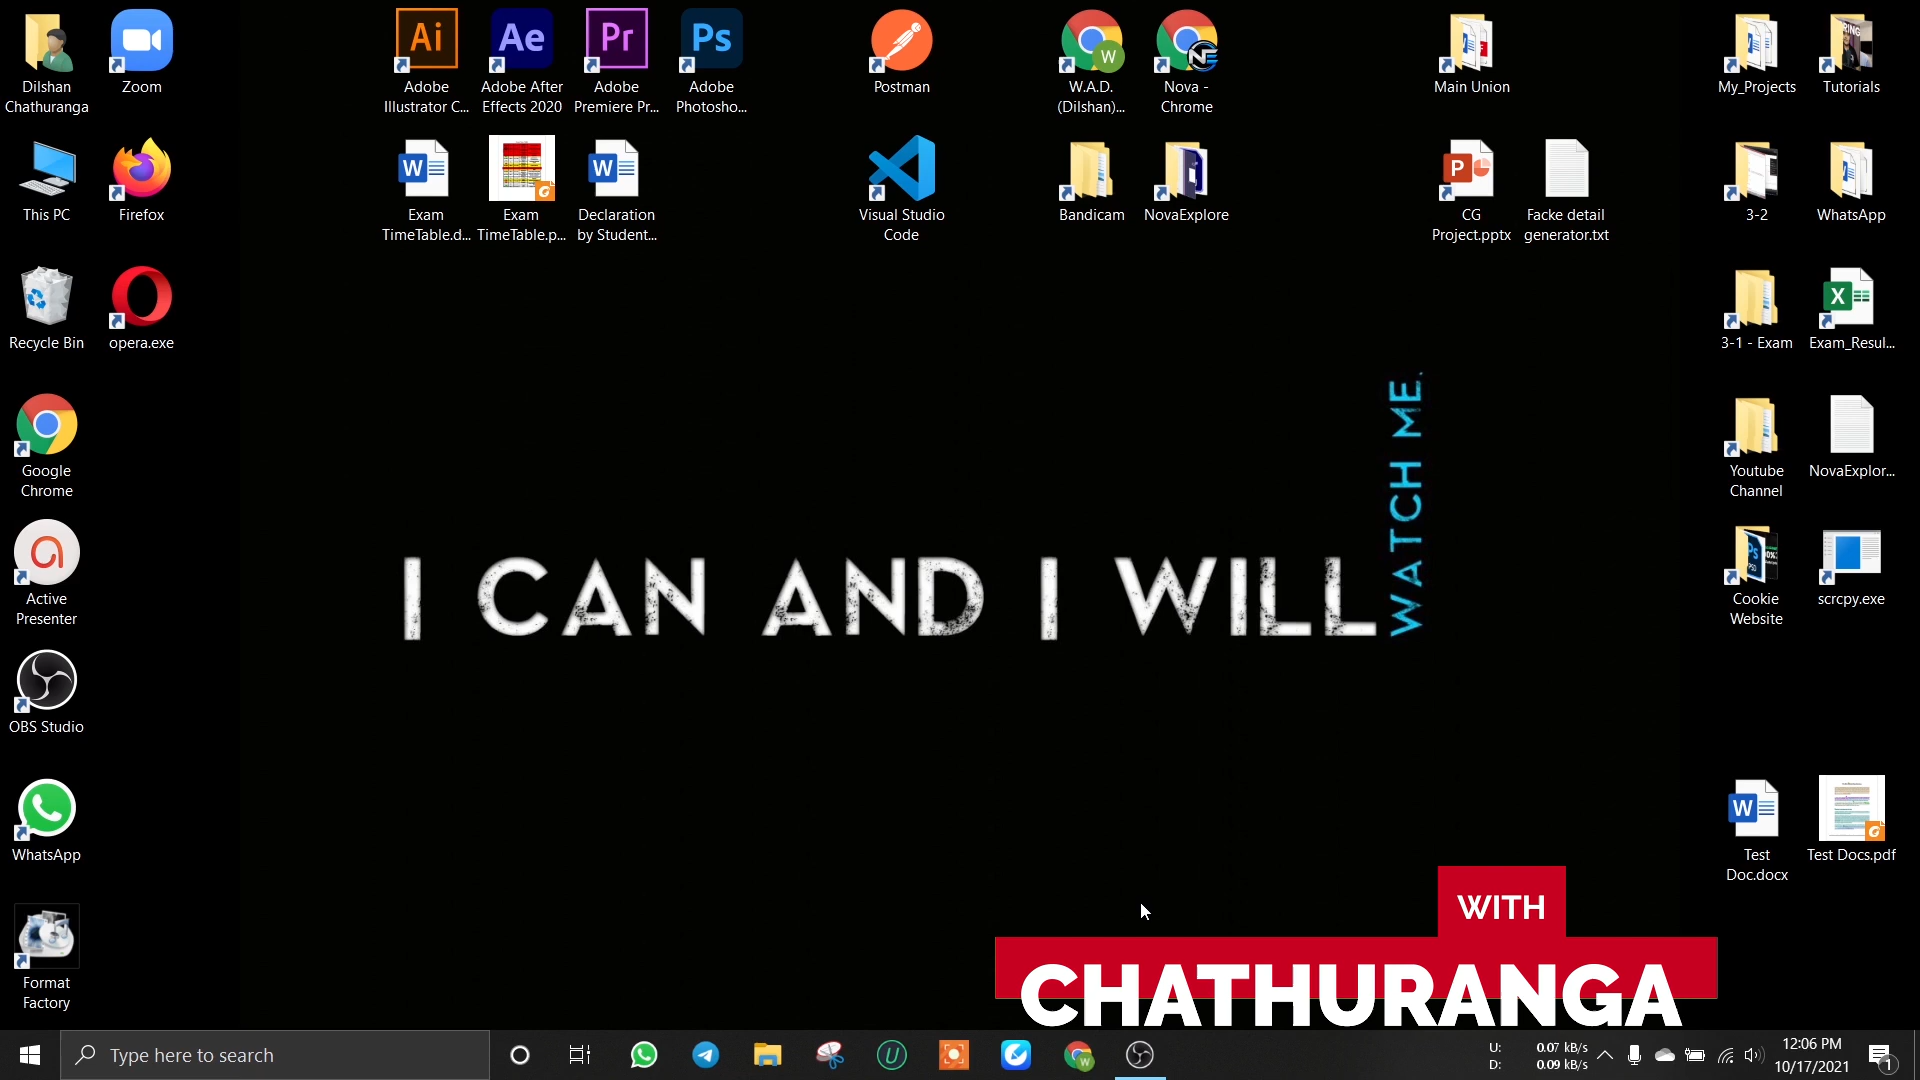 Dilshan
Chathuranga
Zoom
Ai
Adobe
Illustrator C...
Ae
Adobe After
Effects 2020
Pr
Adobe
Premiere Pr...
Ps
Adobe
Photosho...
Postman
W
W.A.D.
(Dilshan)...
Nova -
Chrome
Main Union
My_Projects
Tutorials
This PC
Firefox
Exam
TimeTable.d...
Exam
TimeTable.p...
Declaration
by Student...
Visual Studio
Code
Bandicam
NovaExplore
CG
Project.pptx
Facke detail
generator.txt
3-2
WhatsApp
Recycle Bin
opera.exe
3-1 - Exam
Exam_Resul...
Google
Chrome
Youtube
Channel
NovaExplor...
Active
Presenter
Cookie
Website
scrcpy.exe
I CAN AND I WILL
WATCH ME.
OBS Studio
WhatsApp
Test
Doc.docx
Test Docs.pdf
Format
Factory
WITH
CHATHURANGA
Type here to search
U: 0.07 kB/s
D: 0.09 kB/s
12:06 PM
10/17/2021
1